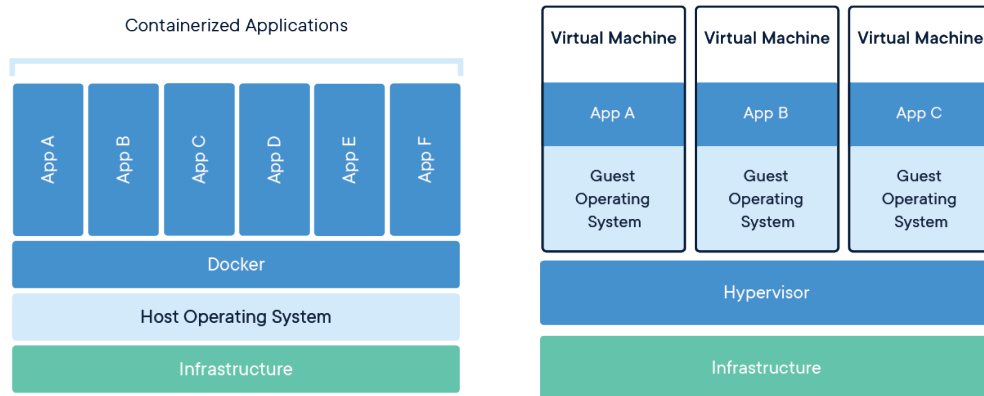 Containerized Applications
App A
App B
App C
App D
App E
App F
Docker
Host Operating System
Infrastructure
Virtual Machine
App A
Guest
Operating
System
Virtual Machine
App B
Guest
Operating
System
Virtual Machine
App C
Guest
Operating
System
Hypervisor
Infrastructure